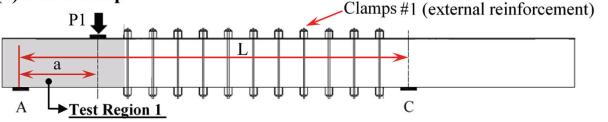 P1
Clamps #1 (external reinforcement)
L
a
A
Test Region 1
C